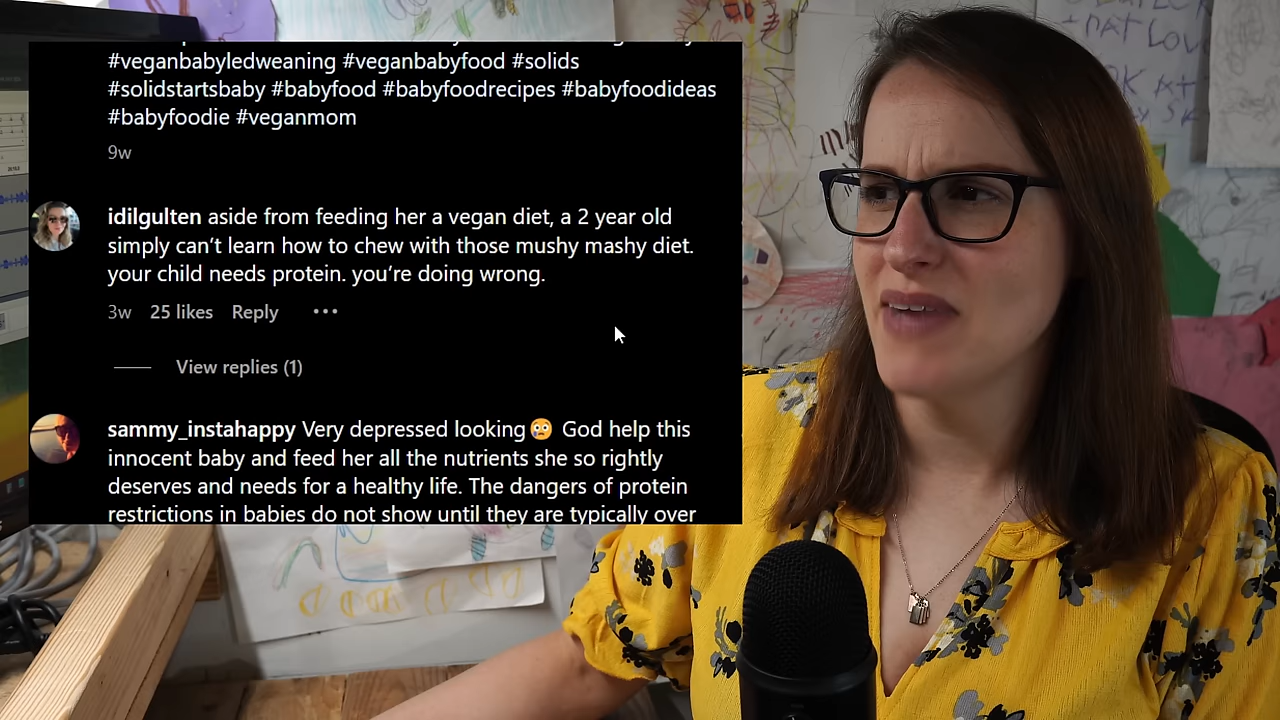 #veganbabyledweaning #veganbabyfood #solids
#solidstartsbaby #babyfood #babyfoodrecipes #babyfoodideas
#babyfoodie #veganmom
9w
idilgulten aside from feeding her a vegan diet, a 2 year old
simply can’t learn how to chew with those mushy mashy diet.
your child needs protein. you’re doing wrong.
3w 25 likes Reply •••
View replies (1)
sammy_instahappy Very depressed looking😢 God help this
innocent baby and feed her all the nutrients she so rightly
deserves and needs for a healthy life. The dangers of protein
restrictions in babies do not show until they are typically over